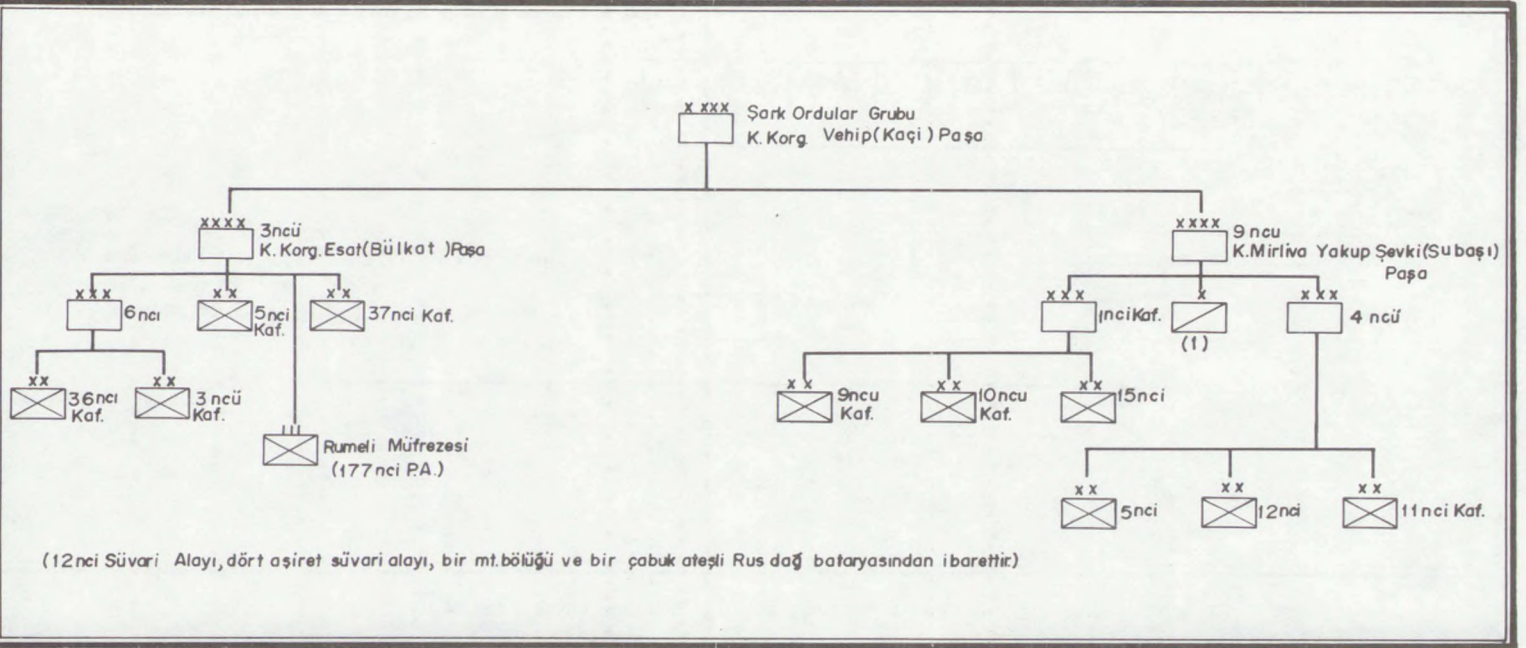 x xxx
Şark Ordular Grubu
K. Korg. Vehip(Kaçi) Paşa
xxxx
3ncü
K. Korg. Esat(Bülkat) Paşa
xxxx
9ncu
K.Mirliva Yakup Şevki(Subaşı)
Paşa
xxx
6ncı
xx
5nci
Kaf.
xx
37nci Kaf.
xxx
1nci Kaf.
x
(1)
xxx
4ncü
xx
36ncı
Kaf.
xx
3ncü
Kaf.
xx
9ncu
Kaf.
xx
10ncu
Kaf.
xx
15nci
III
Rumeli Müfrezesi
(177nci P.A.)
xx
5nci
xx
12nci
xx
11nci Kaf.
(12nci Süvari Alayı, dört aşiret süvari alayı, bir mt.bölüğü ve bir çabuk ateşli Rus dağ bataryasından ibarettir.)